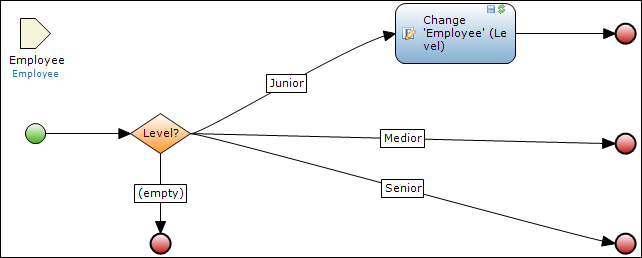 Employee
Employee
Change
'Employee' (Le
vel)
Junior
Level?
Medior
(empty)
Senior